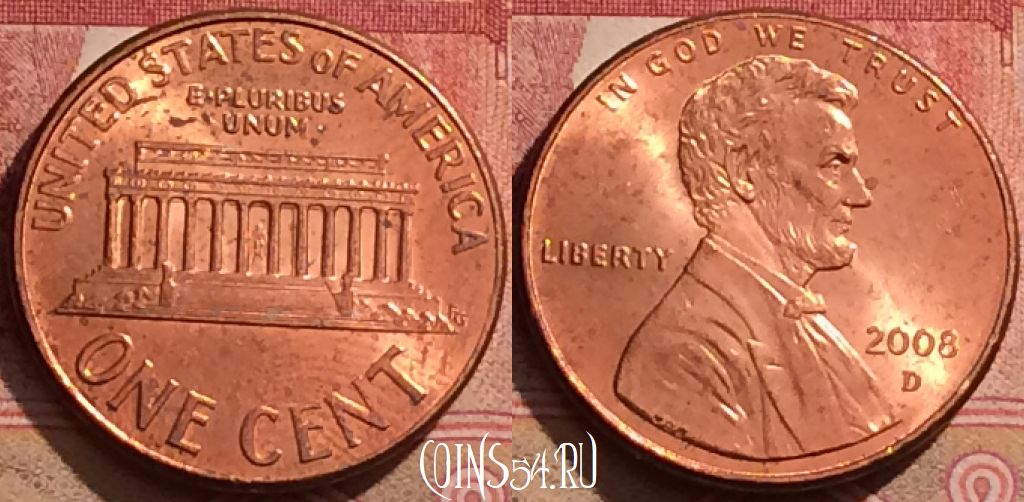 UNITED STATES OF AMERICA
E·PLURIBUS
UNUM
ONE CENT
IN GOD WE TRUST
LIBERTY
2008
D
COINS54.RU